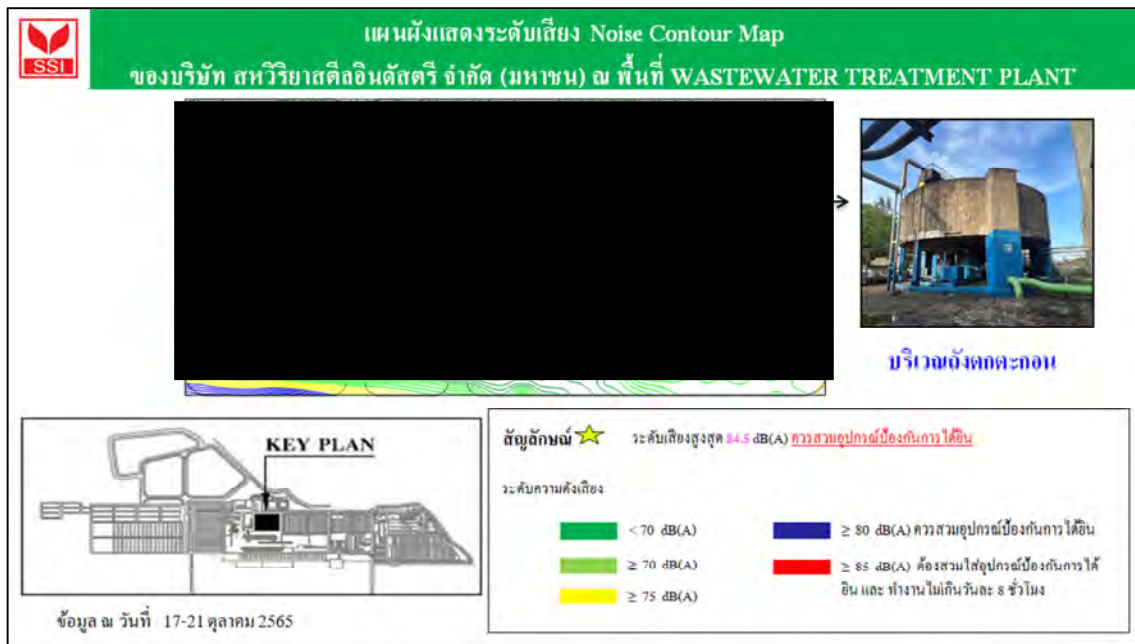 SSI
แผนผังแสดงระดับเสียง Noise Contour Map
ของบริษัท สหวิริยาสตีลอินดัสตรี จำกัด (มหาชน) ณ พื้นที่ WASTEWATER TREATMENT PLANT
บริเวณถังตกตะกอน
KEY PLAN
ข้อมูล ณ วันที่ 17-21 ตุลาคม 2565
สัญลักษณ์ ระดับเสียงสูงสุด 84.5 dB(A) ควรสวมอุปกรณ์ป้องกันการได้ยิน
ระดับความดังเสียง
< 70 dB(A)
≥ 70 dB(A)
≥ 75 dB(A)
≥ 80 dB(A) ควรสวมอุปกรณ์ป้องกันการได้ยิน
≥ 85 dB(A) ต้องสวมใส่อุปกรณ์ป้องกันการได้
ยิน และ ทำงานไม่เกินวันละ 8 ชั่วโมง